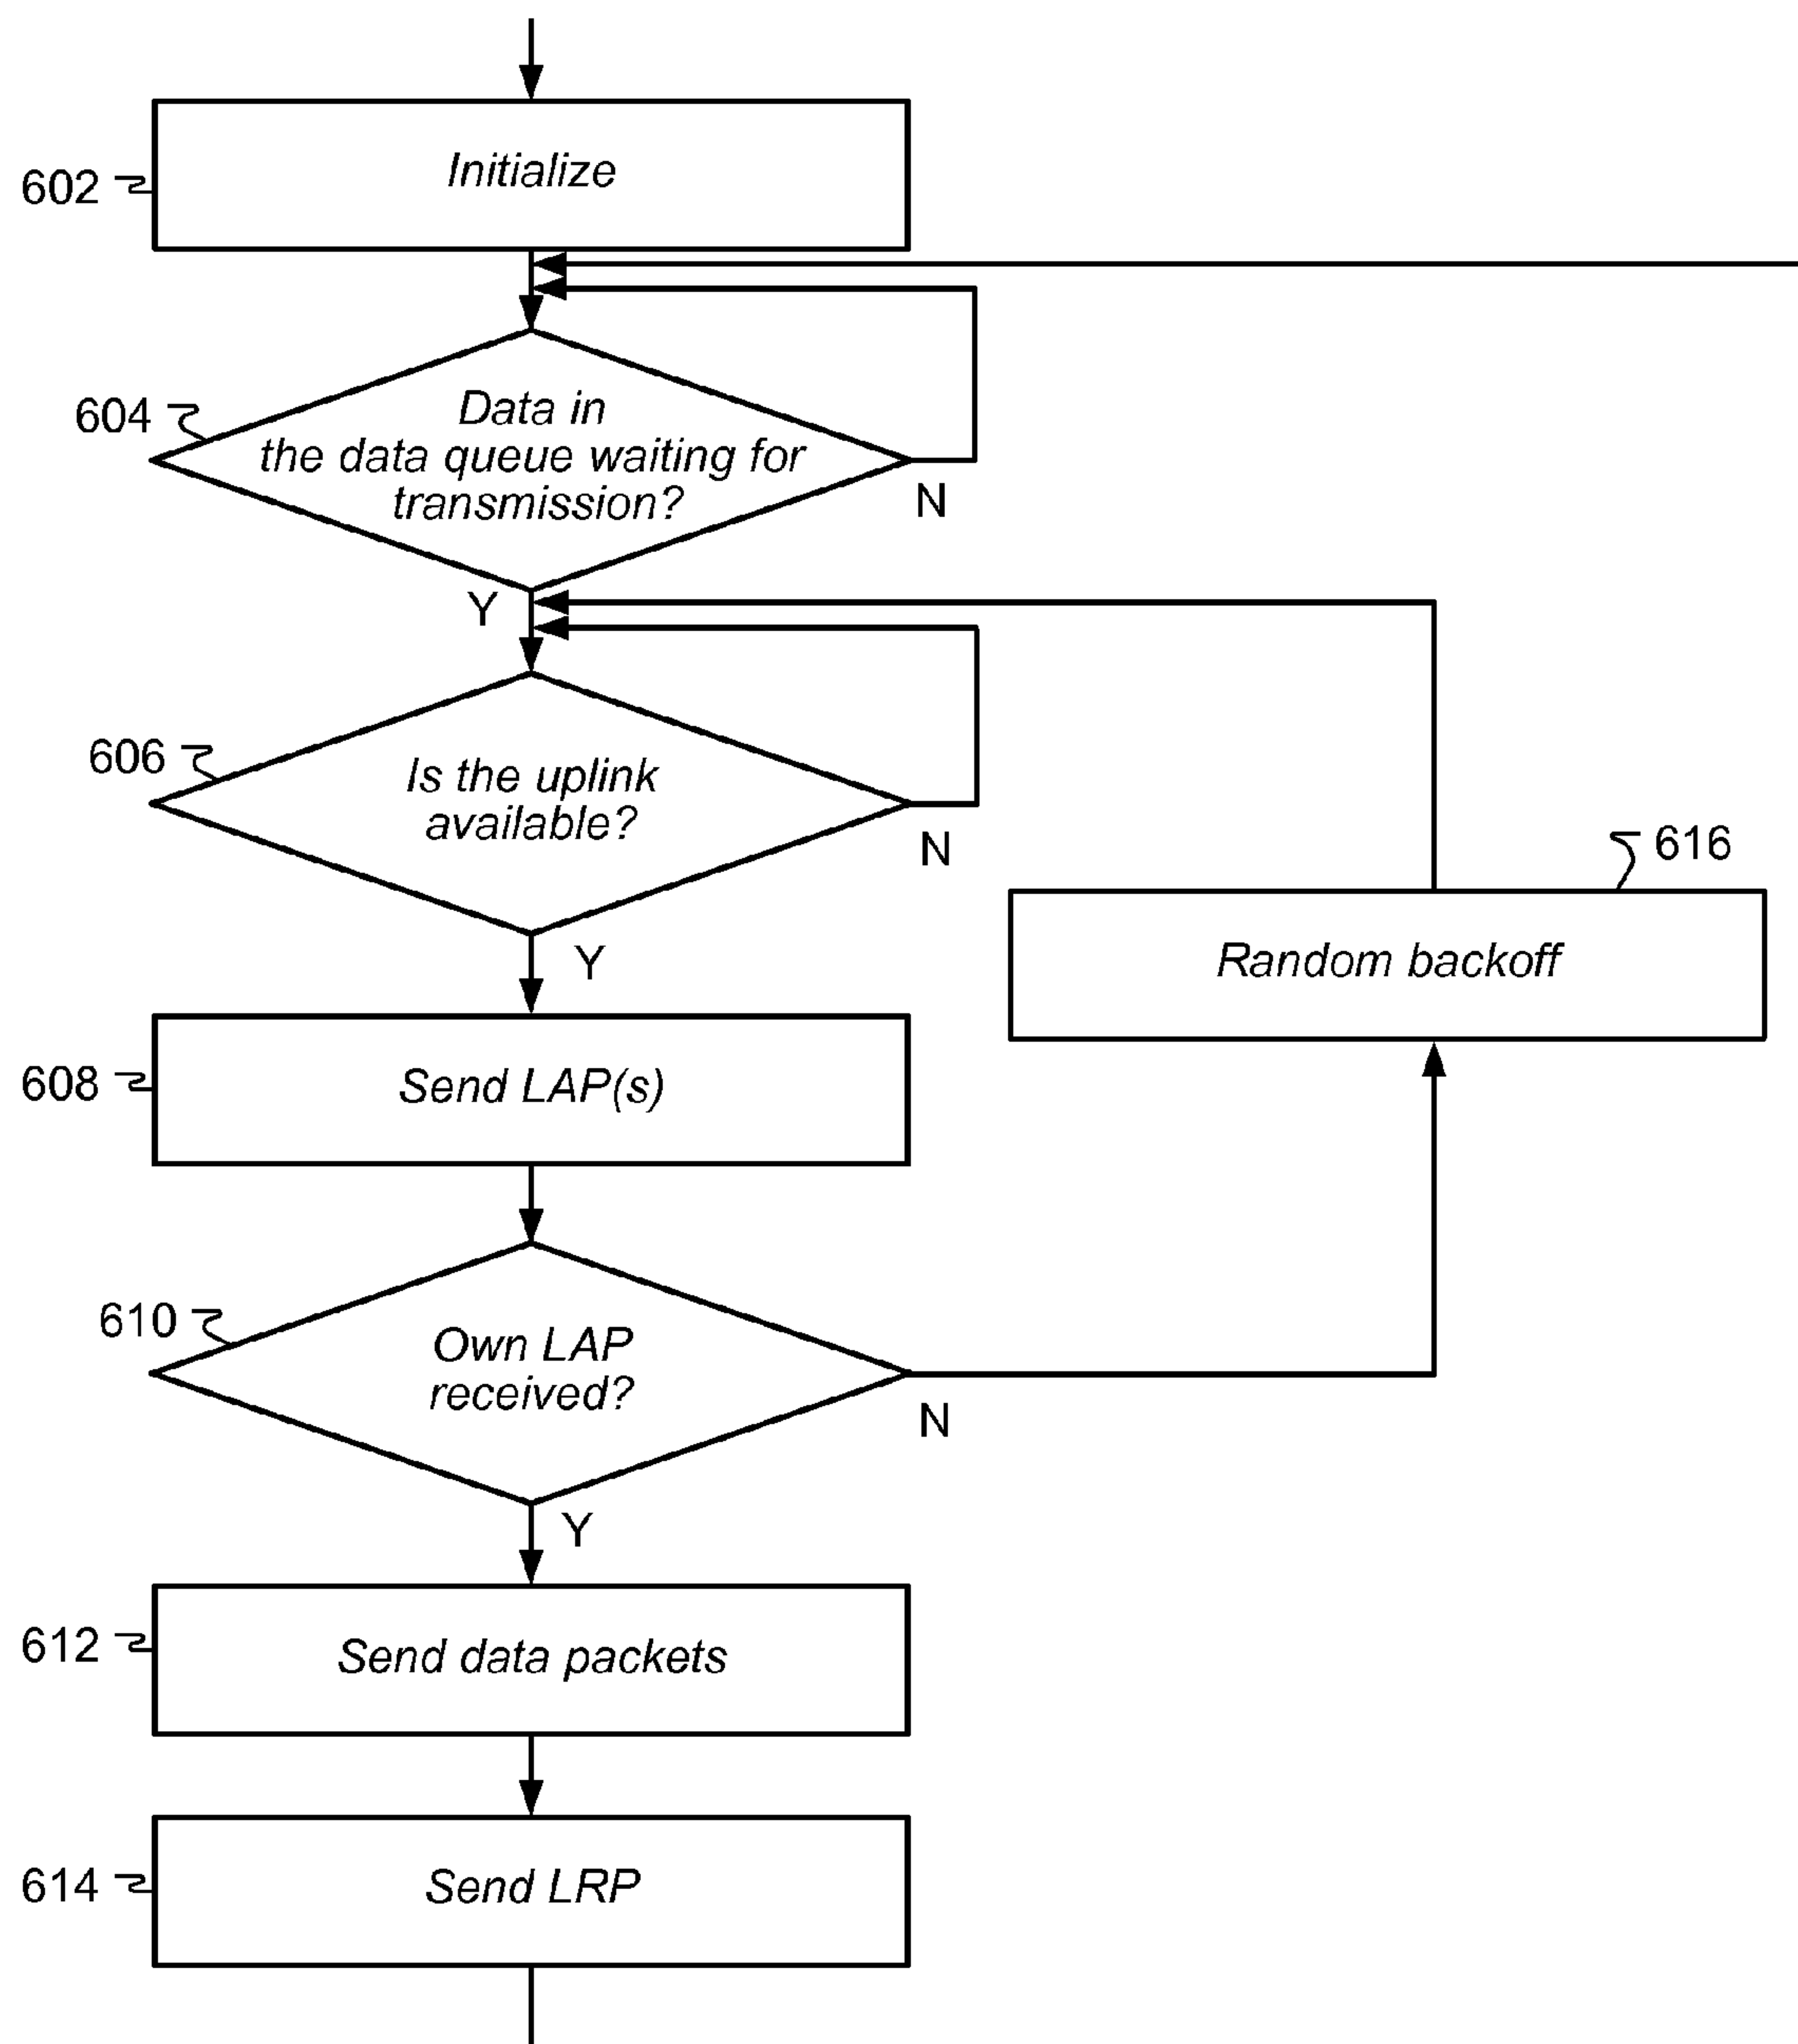 Initialize
602
Data in
the data queue waiting for
transmission?
604
N
Y
Is the uplink
available?
606
N
Y
616
Random backoff
Send LAP(s)
608
Own LAP
received?
610
N
Y
Send data packets
612
Send LRP
614